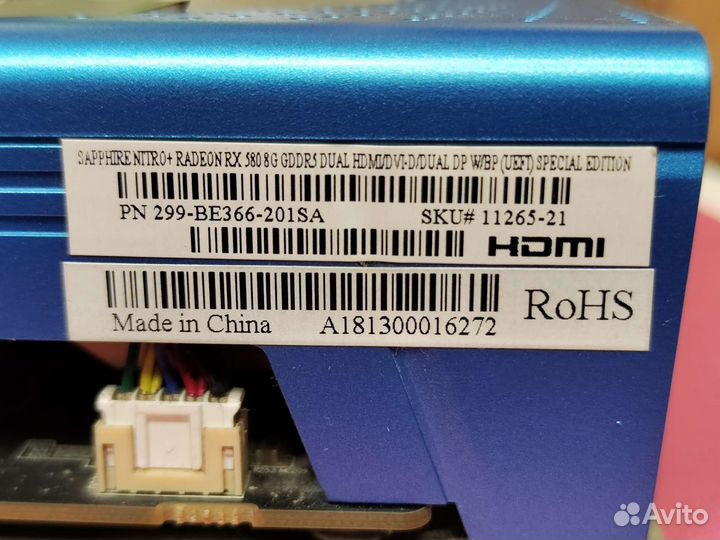 SAPPHIRE NITRO+ RADEON RX 580 8G GDDR5 DUAL HDMI/DVI-D/DUAL DP W/BP (UEFI) SPECIAL EDITION
PN 299-BE366-201SA SKU# 11265-21
HDMI
Made in China A181300016272 RoHS
Avito